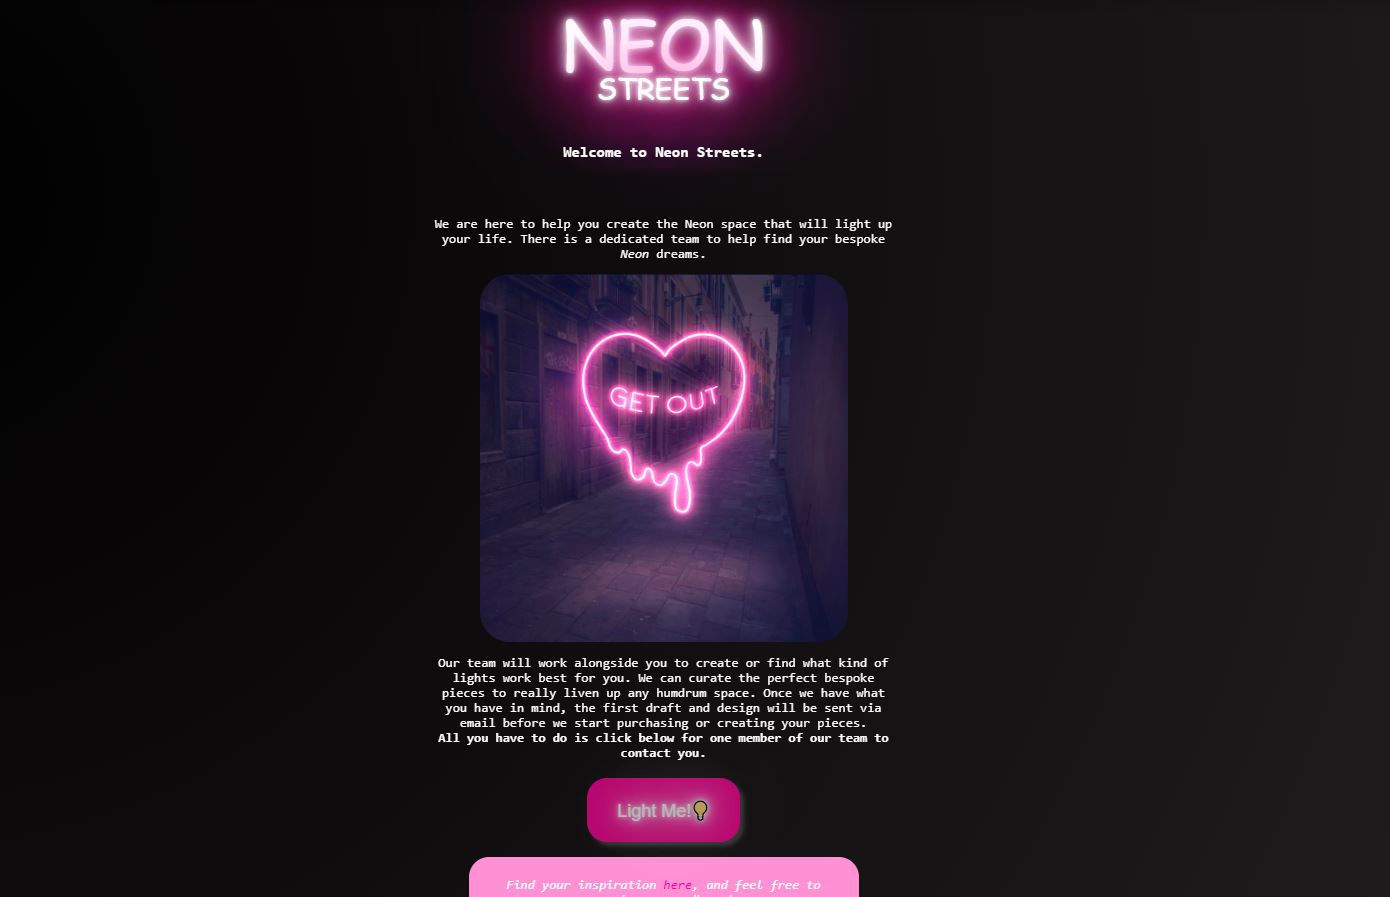 NEON
STREETS
Welcome to Neon Streets.
We are here to help you create the Neon space that will light up
your life. There is a dedicated team to help find your bespoke
Neon dreams.
GET OUT
Our team will work alongside you to create or find what kind of
lights work best for you. We can curate the perfect bespoke
pieces to really liven up any humdrum space. Once we have what
you have in mind, the first draft and design will be sent via
email before we start purchasing or creating your pieces.
All you have to do is click below for one member of our team to
contact you.
Light Me!
Find your inspiration here, and feel free to